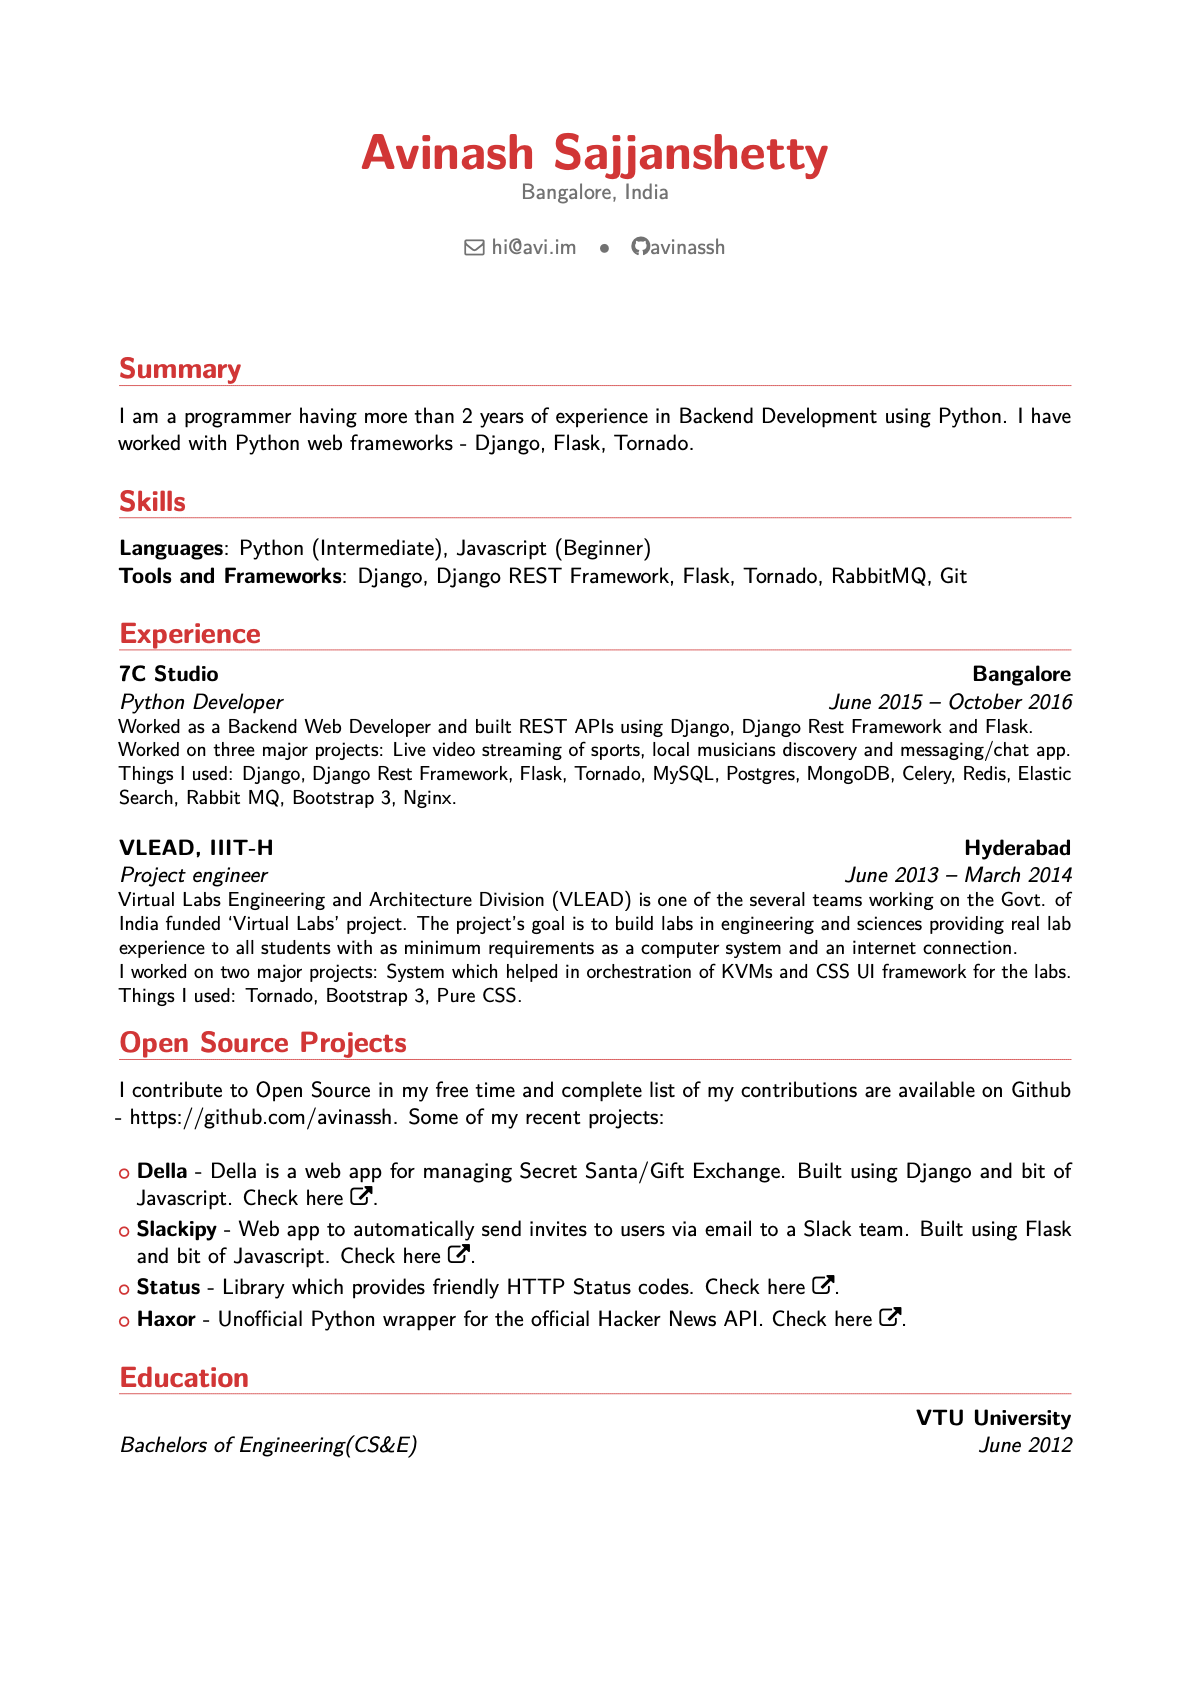 Avinash Sajjanshetty
Bangalore, India
hi@avi.im • avinassh
Summary
I am a programmer having more than 2 years of experience in Backend Development using Python. I have
worked with Python web frameworks - Django, Flask, Tornado.
Skills
Languages: Python (Intermediate), Javascript (Beginner)
Tools and Frameworks: Django, Django REST Framework, Flask, Tornado, RabbitMQ, Git
Experience
7C Studio Bangalore
Python Developer June 2015 – October 2016
Worked as a Backend Web Developer and built REST APIs using Django, Django Rest Framework and Flask.
Worked on three major projects: Live video streaming of sports, local musicians discovery and messaging/chat app.
Things I used: Django, Django Rest Framework, Flask, Tornado, MySQL, Postgres, MongoDB, Celery, Redis, Elastic
Search, Rabbit MQ, Bootstrap 3, Nginx.
VLEAD, IIIT-H Hyderabad
Project engineer June 2013 – March 2014
Virtual Labs Engineering and Architecture Division (VLEAD) is one of the several teams working on the Govt. of
India funded ‘Virtual Labs’ project. The project's goal is to build labs in engineering and sciences providing real lab
experience to all students with as minimum requirements as a computer system and an internet connection.
I worked on two major projects: System which helped in orchestration of KVMs and CSS UI framework for the labs.
Things I used: Tornado, Bootstrap 3, Pure CSS.
Open Source Projects
I contribute to Open Source in my free time and complete list of my contributions are available on Github
- https://github.com/avinassh. Some of my recent projects:
Della - Della is a web app for managing Secret Santa/Gift Exchange. Built using Django and bit of
Javascript. Check here .
Slackipy - Web app to automatically send invites to users via email to a Slack team. Built using Flask
and bit of Javascript. Check here .
Status - Library which provides friendly HTTP Status codes. Check here .
Haxor - Unofficial Python wrapper for the official Hacker News API. Check here .
Education
VTU University
Bachelors of Engineering(CS&E) June 2012